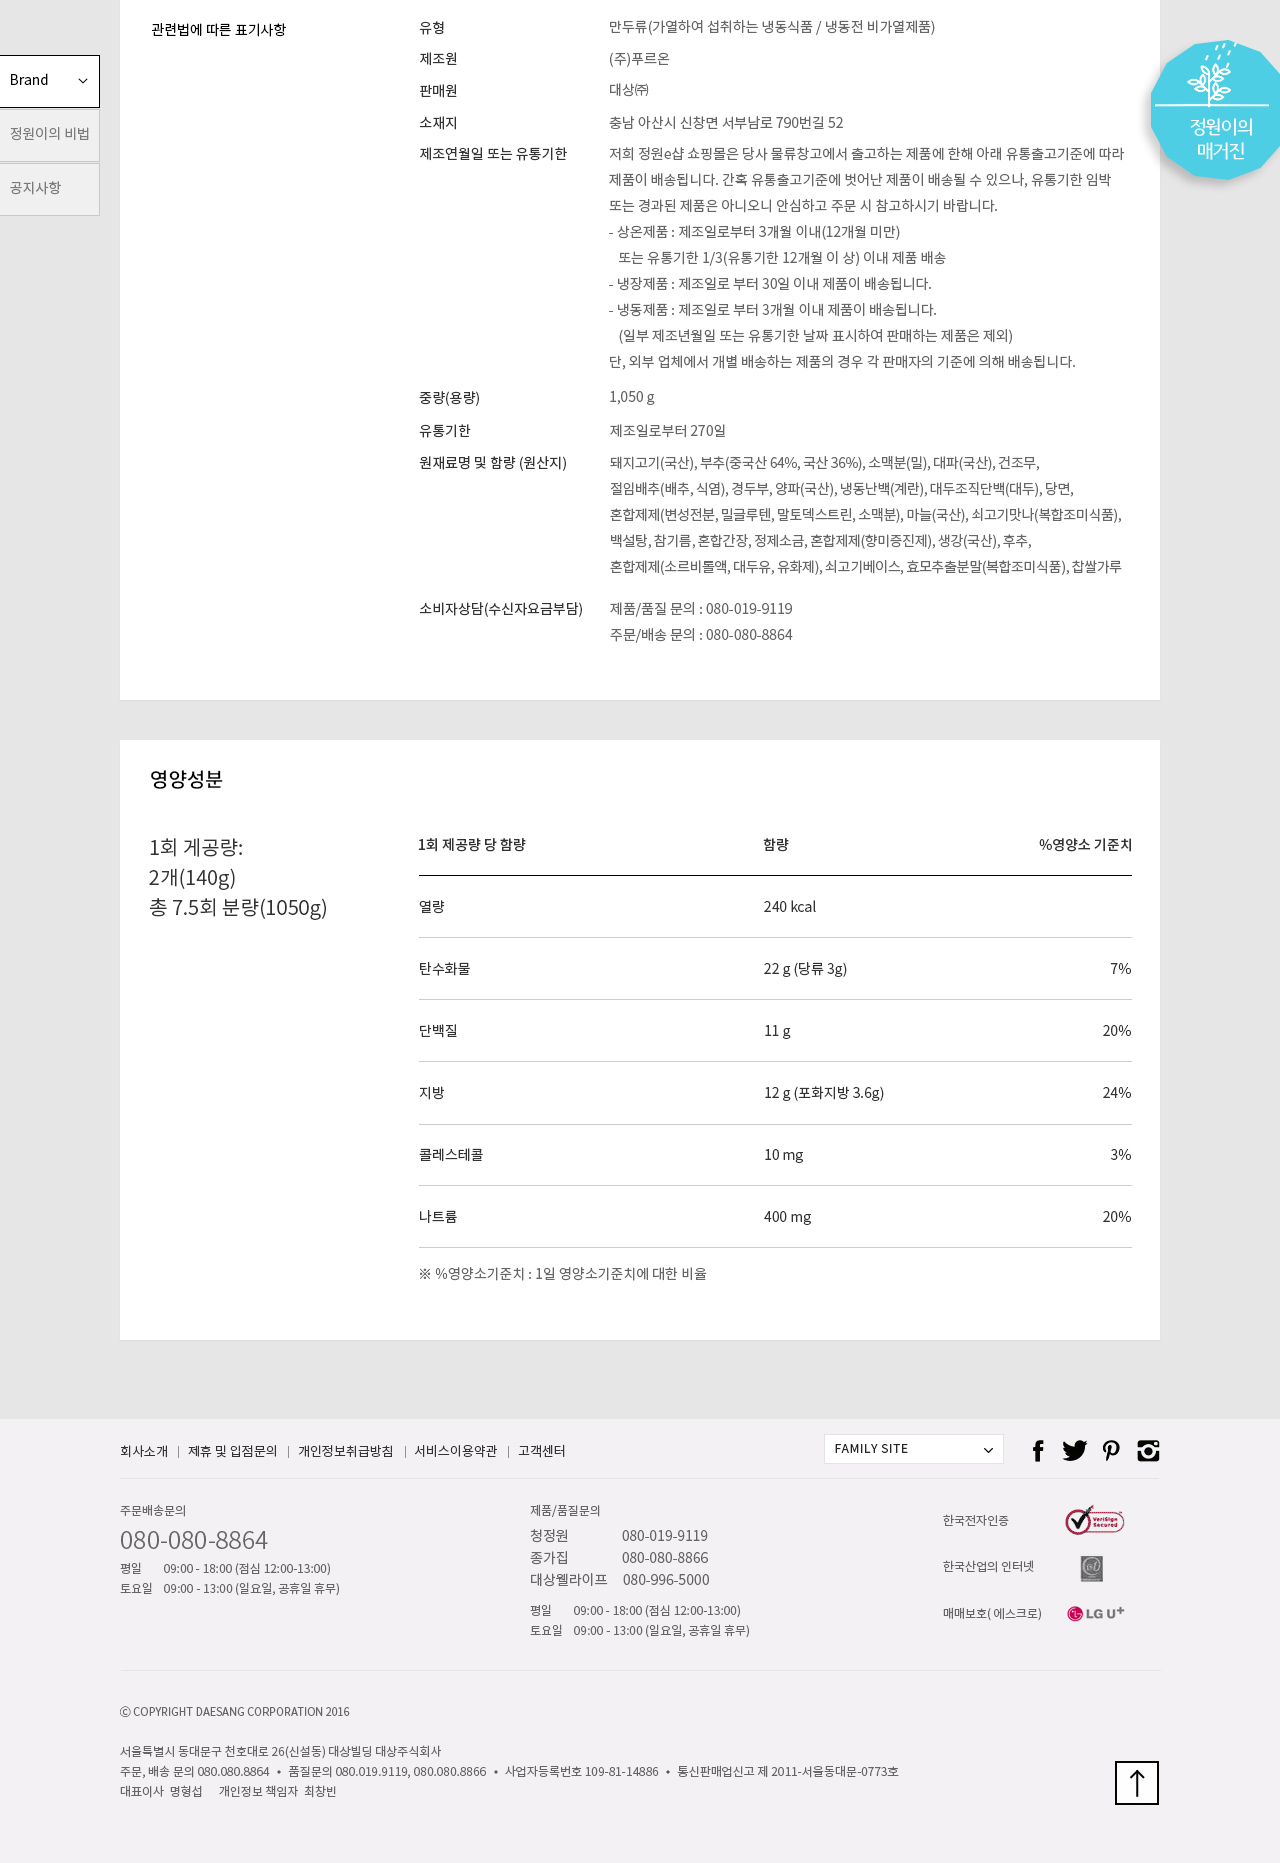 Brand
정원이의 비법
공지사항
정원이의
매거진
관련법에 따른 표기사항
유형 만두류(가열하여 섭취하는 냉동식품 / 냉동전 비가열제품)
제조원 (주)푸르온
판매원 대상㈜
소재지 충남 아산시 신창면 서부남로 790번길 52
제조연월일 또는 유통기한 저희 정원e샵 쇼핑몰은 당사 물류창고에서 출고하는 제품에 한해 아래 유통출고기준에 따라
제품이 배송됩니다. 간혹 유통출고기준에 벗어난 제품이 배송될 수 있으나, 유통기한 임박
또는 경과된 제품은 아니오니 안심하고 주문 시 참고하시기 바랍니다.
- 상온제품 : 제조일로부터 3개월 이내(12개월 미만)
또는 유통기한 1/3(유통기한 12개월 이 상) 이내 제품 배송
- 냉장제품 : 제조일로 부터 30일 이내 제품이 배송됩니다.
- 냉동제품 : 제조일로 부터 3개월 이내 제품이 배송됩니다.
(일부 제조년월일 또는 유통기한 날짜 표시하여 판매하는 제품은 제외)
단, 외부 업체에서 개별 배송하는 제품의 경우 각 판매자의 기준에 의해 배송됩니다.
중량(용량) 1,050 g
유통기한 제조일로부터 270일
원재료명 및 함량 (원산지) 돼지고기(국산), 부추(중국산 64%, 국산 36%), 소맥분(밀), 대파(국산), 건조무,
절임배추(배추, 식염), 경두부, 양파(국산), 냉동난백(계란), 대두조직단백(대두), 당면,
혼합제제(변성전분, 밀글루텐, 말토덱스트린, 소맥분), 마늘(국산), 쇠고기맛나(복합조미식품),
백설탕, 참기름, 혼합간장, 정제소금, 혼합제제(향미증진제), 생강(국산), 후추,
혼합제제(소르비톨액, 대두유, 유화제), 쇠고기베이스, 효모추출분말(복합조미식품), 찹쌀가루
소비자상담(수신자요금부담) 제품/품질 문의 : 080-019-9119
주문/배송 문의 : 080-080-8864
영양성분
1회 게공량:
2개(140g)
총 7.5회 분량(1050g)
1회 제공량 당 함량 함량 %영양소 기준치
열량 240 kcal
탄수화물 22 g (당류 3g) 7%
단백질 11 g 20%
지방 12 g (포화지방 3.6g) 24%
콜레스테콜 10 mg 3%
나트륨 400 mg 20%
※ %영양소기준치 : 1일 영양소기준치에 대한 비율
회사소개 | 제휴 및 입점문의 | 개인정보취급방침 | 서비스이용약관 | 고객센터
FAMILY SITE
주문배송문의
080-080-8864
평일 09:00 - 18:00 (점심 12:00-13:00)
토요일 09:00 - 13:00 (일요일, 공휴일 휴무)
제품/품질문의
청정원 080-019-9119
종가집 080-080-8866
대상웰라이프 080-996-5000
평일 09:00 - 18:00 (점심 12:00-13:00)
토요일 09:00 - 13:00 (일요일, 공휴일 휴무)
한국전자인증 VeriSign Secured
한국산업의 인터넷
매매보호( 에스크로) LG U+
ⓒ COPYRIGHT DAESANG CORPORATION 2016
서울특별시 동대문구 천호대로 26(신설동) 대상빌딩 대상주식회사
주문, 배송 문의 080.080.8864 • 품질문의 080.019.9119, 080.080.8866 • 사업자등록번호 109-81-14886 • 통신판매업신고 제 2011-서울동대문-0773호
대표이사 명형섭 개인정보 책임자 최창빈